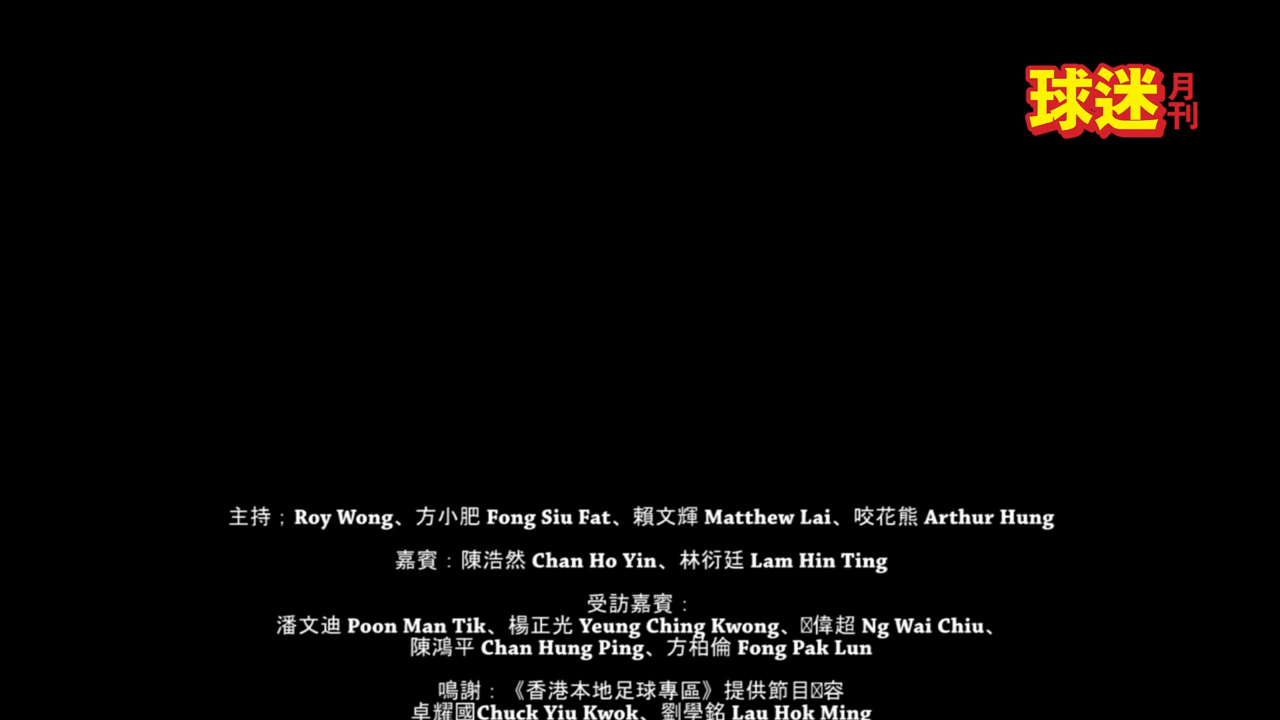 球迷月刊
主持；Roy Wong、方小肥 Fong Siu Fat、賴文輝 Matthew Lai、咬花熊 Arthur Hung
嘉賓：陳浩然 Chan Ho Yin、林衍廷 Lam Hin Ting
受訪嘉賓：
潘文迪 Poon Man Tik、楊正光 Yeung Ching Kwong、偉超 Ng Wai Chiu、
陳鴻平 Chan Hung Ping、方柏倫 Fong Pak Lun
鳴謝：《香港本地足球專區》提供節目容
卓耀國Chuck Yiu Kwok、劉學銘 Lau Hok Ming